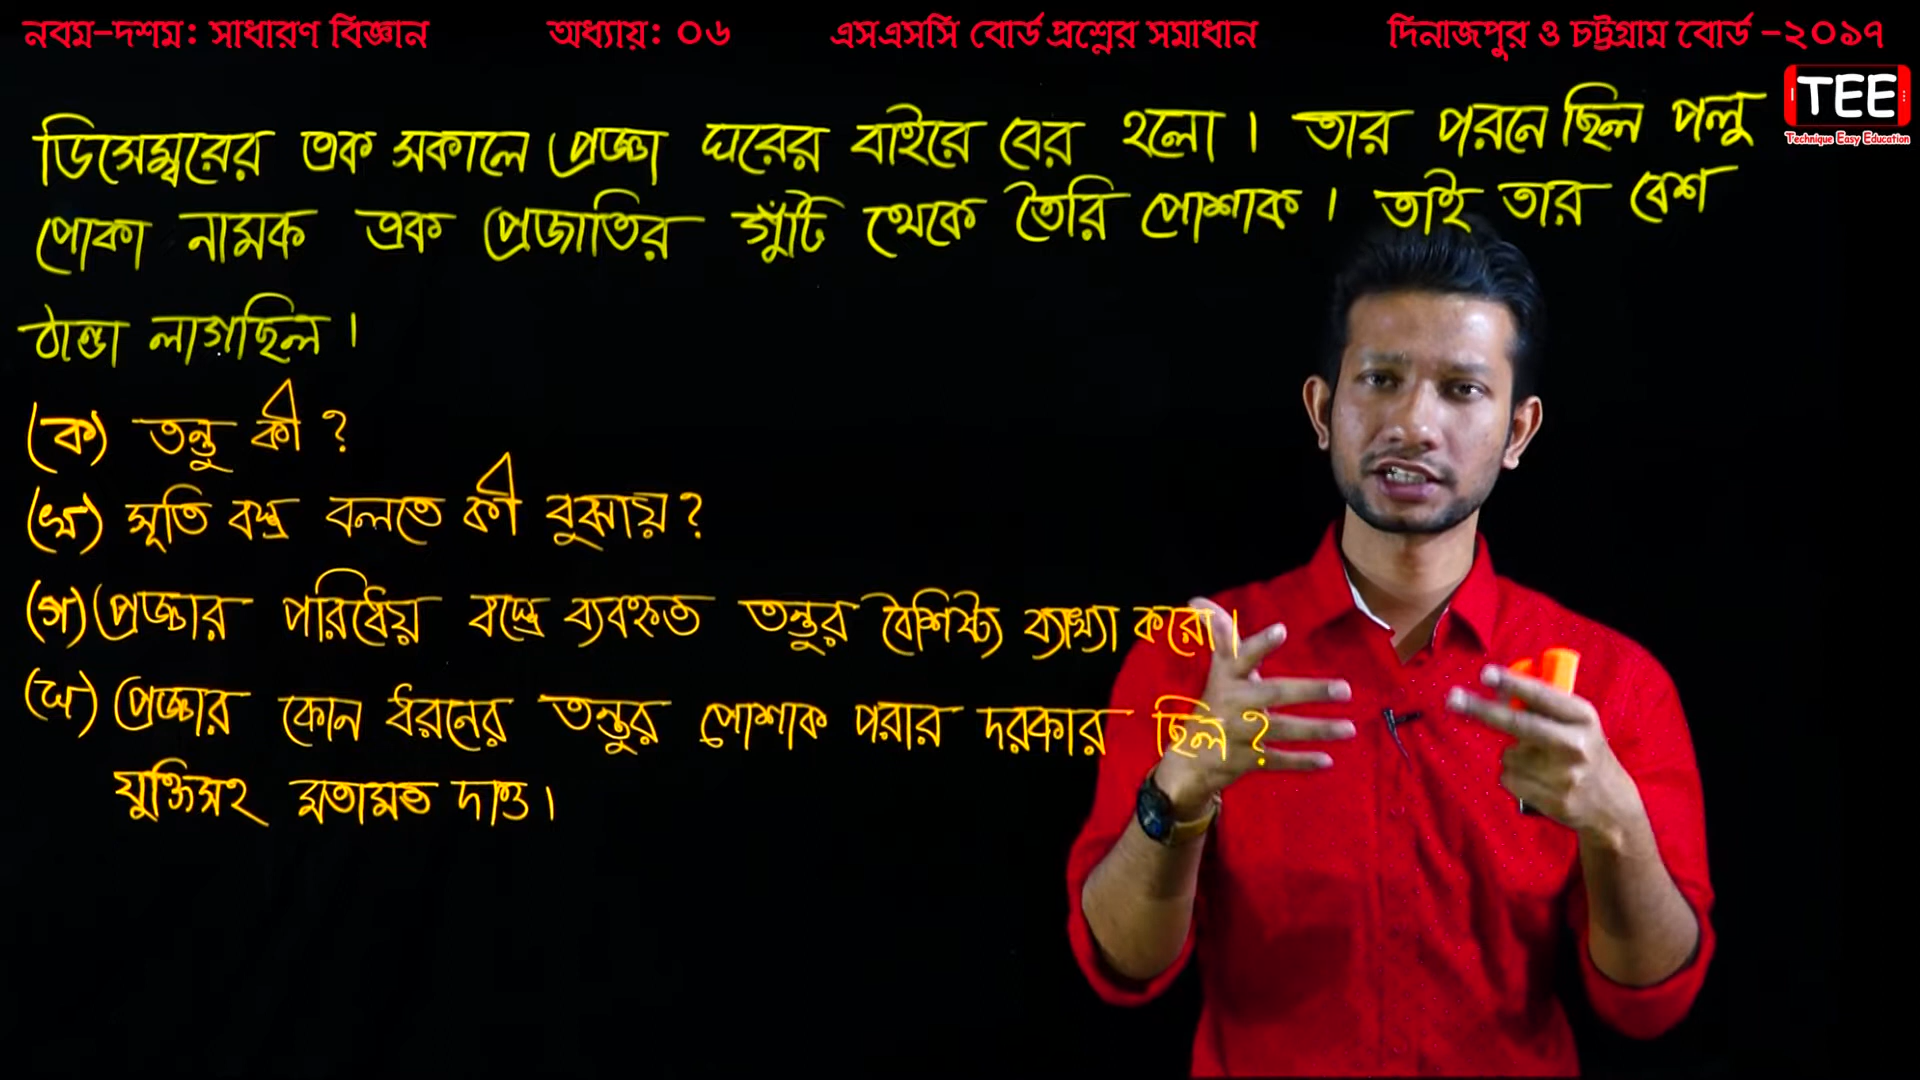 নবম-দশম: সাধারণ বিজ্ঞান অধ্যায়: ০৬ এসএসসি বোর্ড প্রশ্নের সমাধান দিনাজপুর ও চট্টগ্রাম বোর্ড -২০১৭
TEE
Technique Easy Education
ডিসেম্বরের এক সকালে প্রজ্ঞা ঘরের বাইরে বের হলো। তার পরনে ছিল পলু
পোকা নামক এক প্রজাতির গুঁটি থেকে তৈরি পোশাক। তাই তার বেশ
ঠান্ডা লাগছিল।
(ক) তন্তু কী?
(খ) সূতি বস্ত্র বলতে কী বুঝায়?
(গ) প্রজ্ঞার পরিধেয় বস্ত্রে ব্যবহৃত তন্তুর বৈশিষ্ট্য ব্যাখ্যা করো।
(ঘ) প্রজ্ঞার কোন ধরনের তন্তুর পোশাক পরার দরকার ছিল?
যুক্তিসহ মতামত দাও।